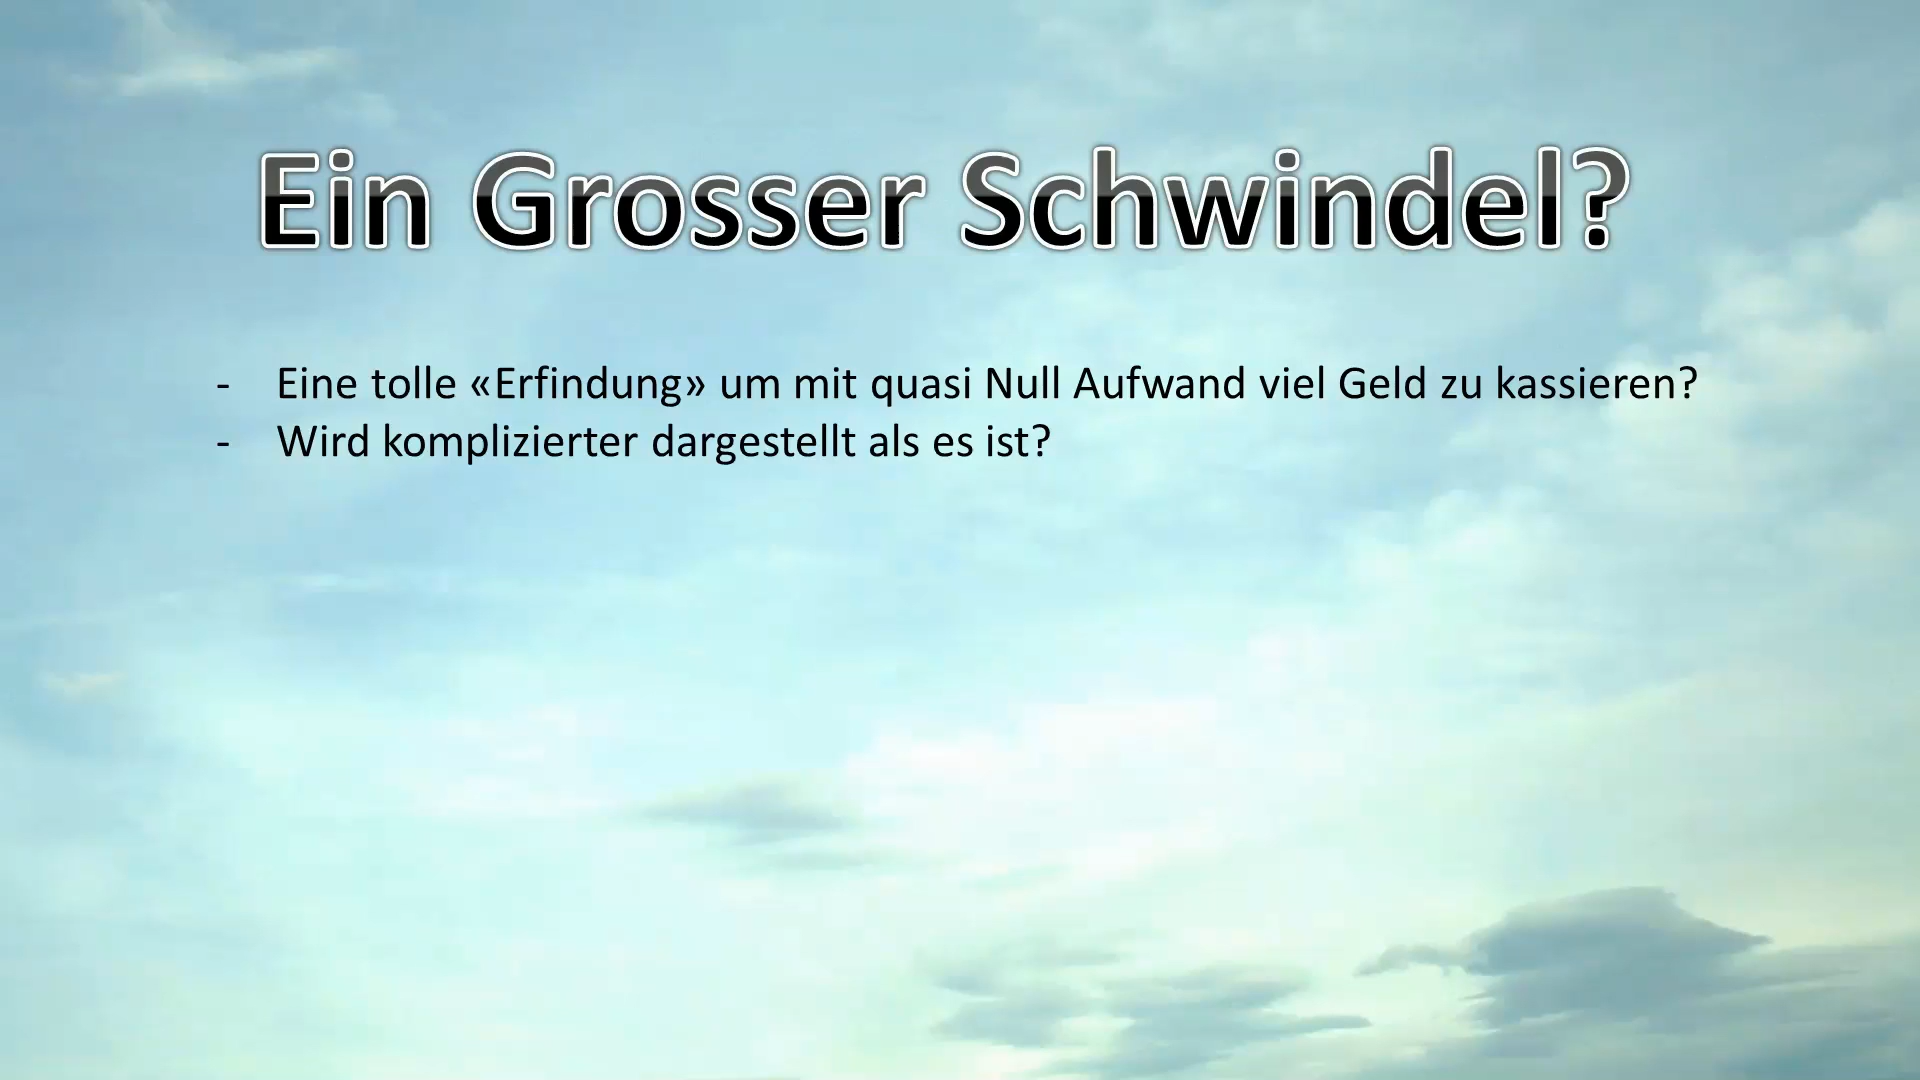 Ein Grosser Schwindel?
- Eine tolle «Erfindung» um mit quasi Null Aufwand viel Geld zu kassieren?
- Wird komplizierter dargestellt als es ist?